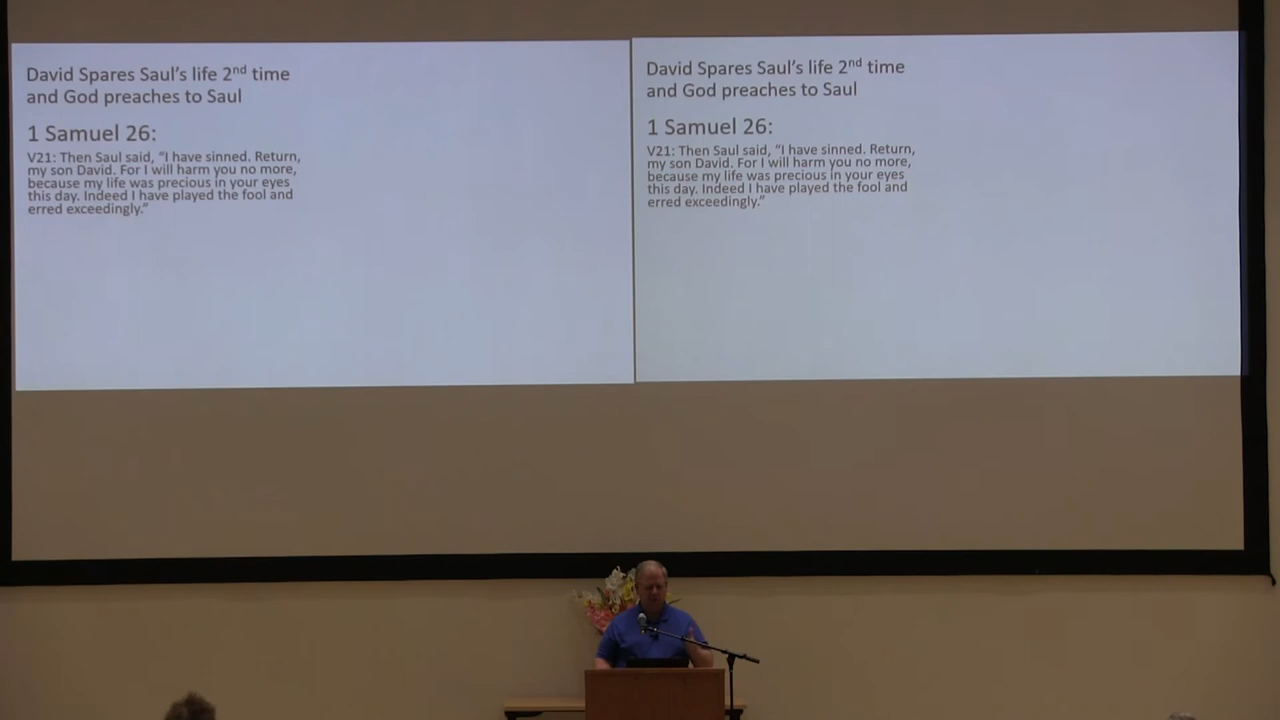 David Spares Saul’s life 2nd time
and God preaches to Saul
1 Samuel 26:
V21: Then Saul said, “I have sinned. Return,
my son David. For I will harm you no more,
because my life was precious in your eyes
this day. Indeed I have played the fool and
erred exceedingly.”
David Spares Saul’s life 2nd time
and God preaches to Saul
1 Samuel 26:
V21: Then Saul said, “I have sinned. Return,
my son David. For I will harm you no more,
because my life was precious in your eyes
this day. Indeed I have played the fool and
erred exceedingly.”